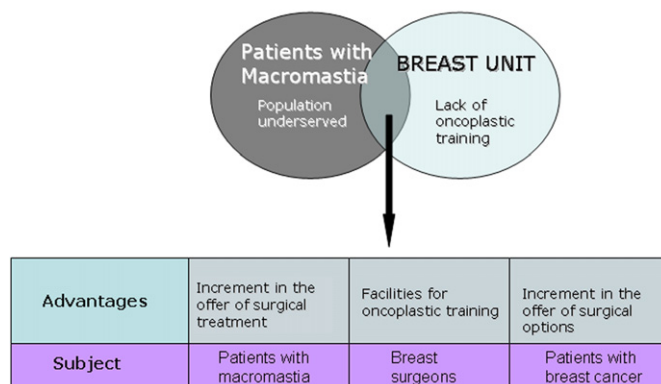 Patients with
Macromastia
Population
underserved
BREAST UNIT
Lack of
oncoplastic
training
Advantages
Increment in the
offer of surgical
treatment
Facilities for
oncoplastic training
Increment in the
offer of surgical
options
Subject
Patients with
macromastia
Breast
surgeons
Patients with
breast cancer